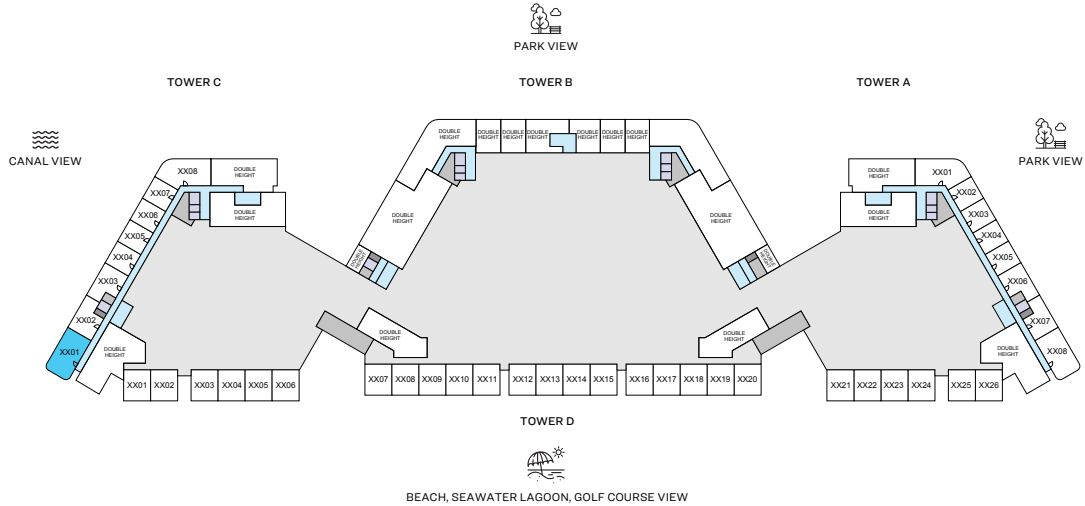 PARK VIEW
TOWER C
TOWER B
TOWER A
CANAL VIEW
PARK VIEW
DOUBLE
HEIGHT
DOUBLE
HEIGHT
DOUBLE
HEIGHT
DOUBLE
HEIGHT
DOUBLE
HEIGHT
DOUBLE
HEIGHT
DOUBLE
HEIGHT
XX08
DOUBLE
HEIGHT
XX07
XX06
XX05
XX04
XX03
XX02
XX01
DOUBLE
HEIGHT
DOUBLE
HEIGHT
DOUBLE
HEIGHT
DOUBLE
HEIGHT
DOUBLE
HEIGHT
DOUBLE
HEIGHT
DOUBLE
HEIGHT
DOUBLE
HEIGHT
DOUBLE
HEIGHT
XX01
XX02
XX03
XX04
XX05
XX06
XX07
XX08
DOUBLE
HEIGHT
DOUBLE
HEIGHT
DOUBLE
HEIGHT
XX01 XX02 XX03 XX04 XX05 XX06
XX07 XX08 XX09 XX10 XX11 XX12 XX13 XX14 XX15 XX16 XX17 XX18 XX19 XX20
XX21 XX22 XX23 XX24 XX25 XX26
TOWER D
BEACH, SEAWATER LAGOON, GOLF COURSE VIEW